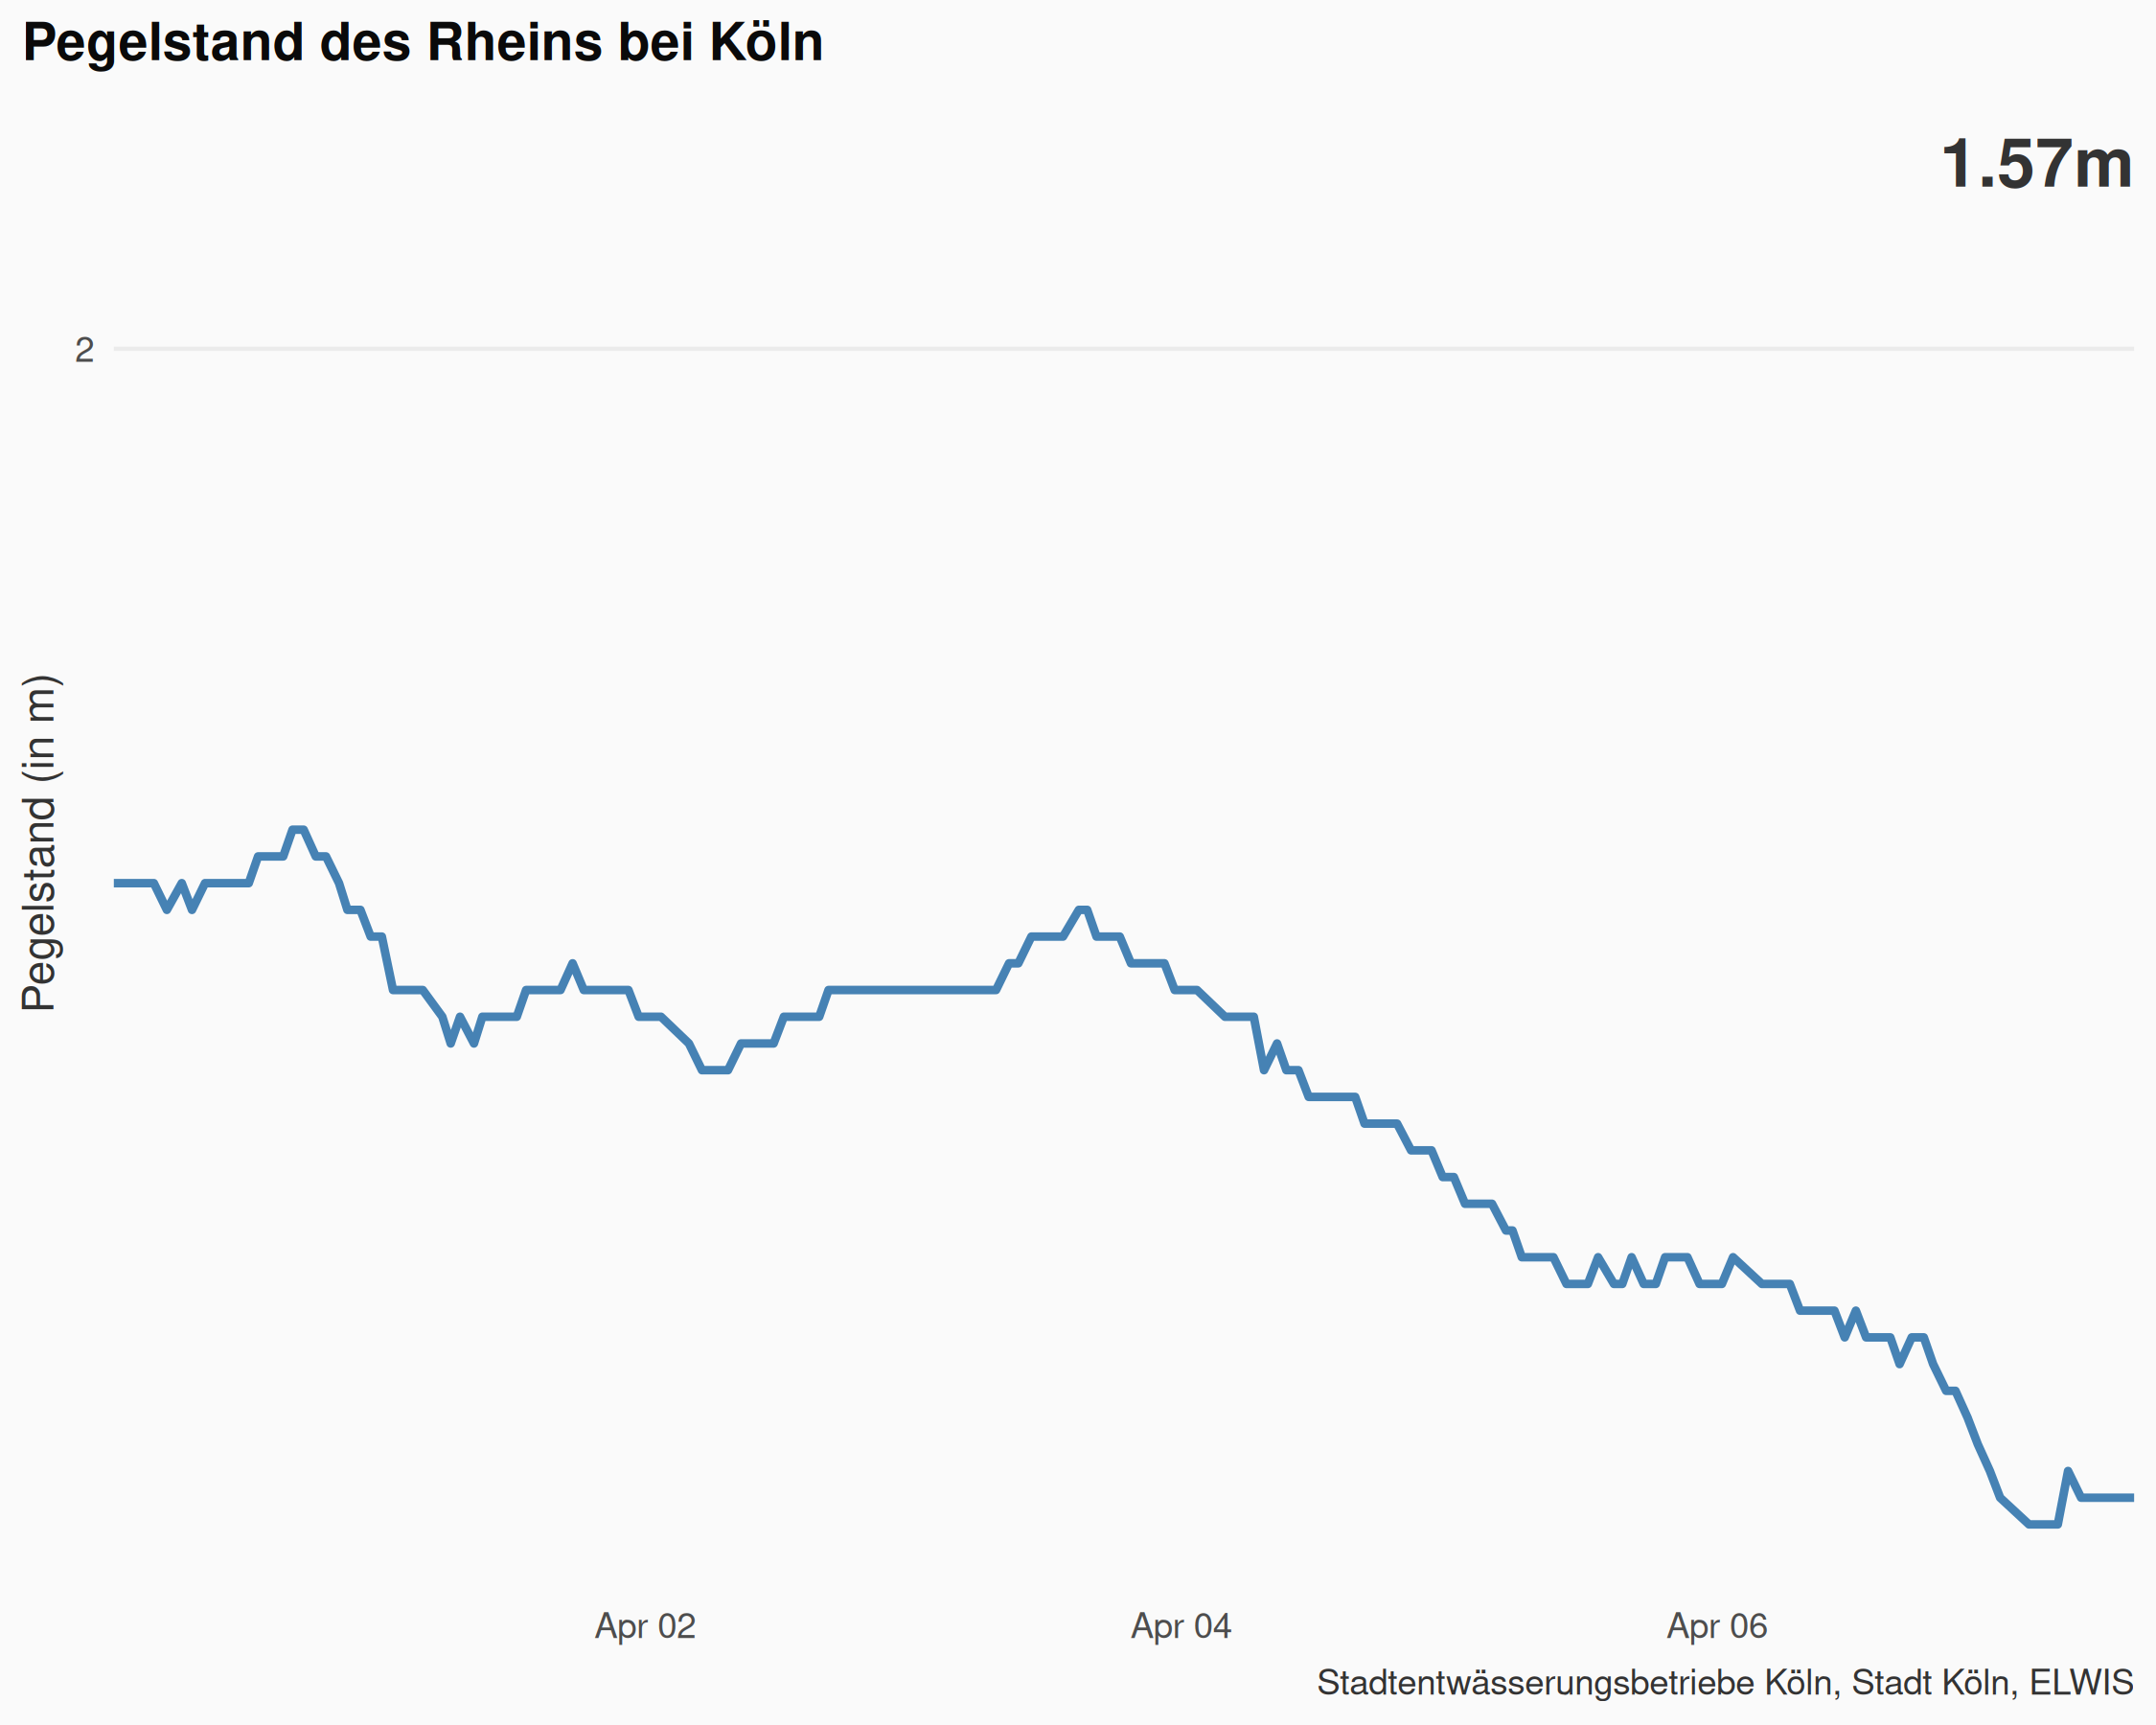 Pegelstand des Rheins bei Köln
1.57m
2
Pegelstand (in m)
Apr 02
Apr 04
Apr 06
Stadtentwässerungsbetriebe Köln, Stadt Köln, ELWIS